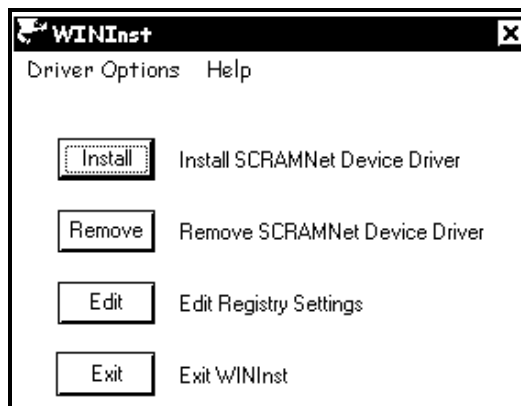 WINInst
Driver Options Help
Install Install SCRAMNet Device Driver
Remove Remove SCRAMNet Device Driver
Edit Edit Registry Settings
Exit Exit WINInst